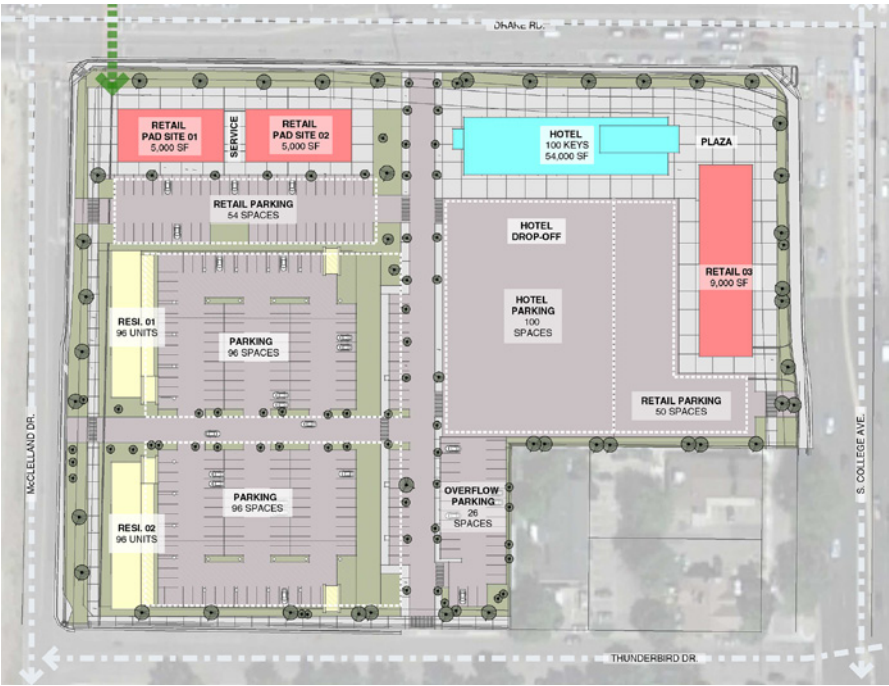 DRAKE RD.
RETAIL
PAD SITE 01
5,000 SF
SERVICE
RETAIL
PAD SITE 02
5,000 SF
HOTEL
100 KEYS
54,000 SF
PLAZA
RETAIL PARKING
54 SPACES
HOTEL
DROP-OFF
RETAIL 03
9,000 SF
HOTEL
PARKING
100
SPACES
RESI. 01
96 UNITS
PARKING
96 SPACES
RETAIL PARKING
50 SPACES
McCLELLAND DR.
S. COLLEGE AVE.
RESI. 02
96 UNITS
PARKING
96 SPACES
OVERFLOW
PARKING
26
SPACES
THUNDERBIRD DR.